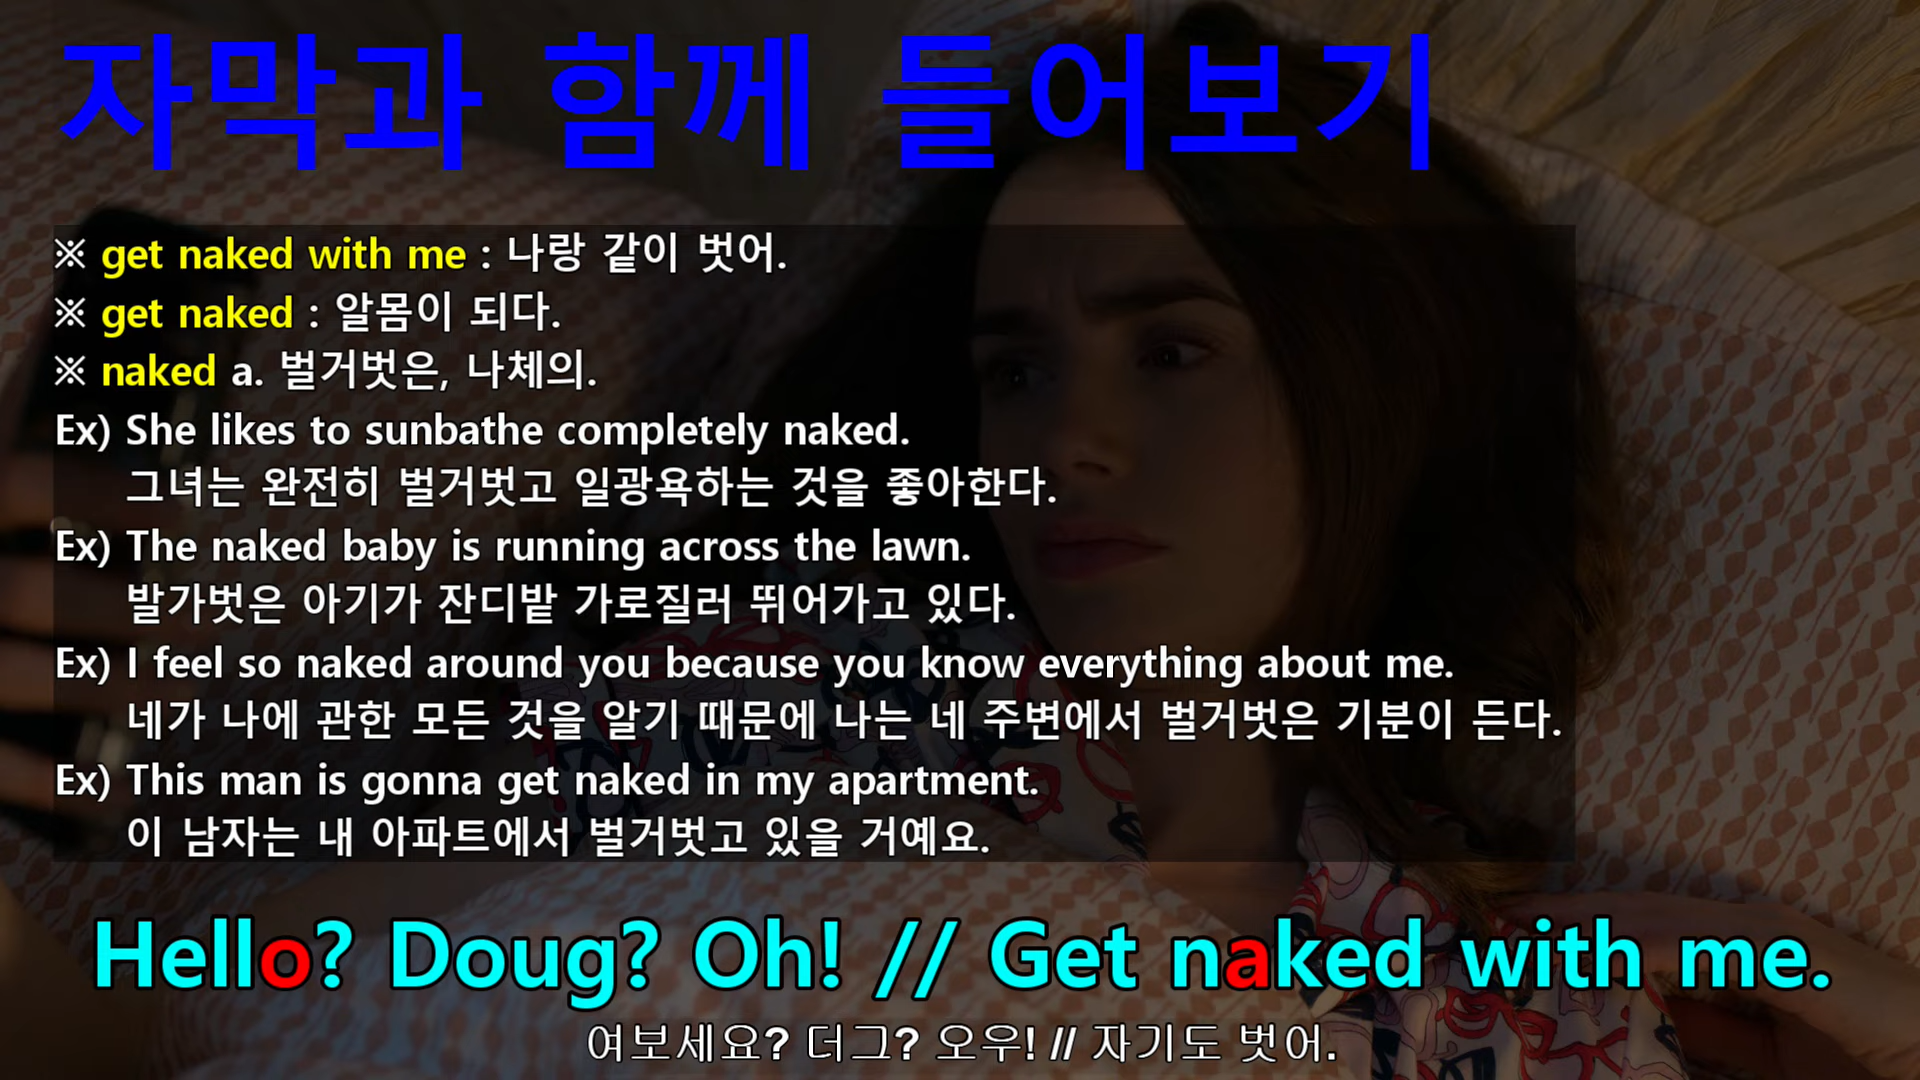 자막과 함께 들어보기
※ get naked with me : 나랑 같이 벗어.
※ get naked : 알몸이 되다.
※ naked a. 벌거벗은, 나체의.
Ex) She likes to sunbathe completely naked.
그녀는 완전히 벌거벗고 일광욕하는 것을 좋아한다.
Ex) The naked baby is running across the lawn.
발가벗은 아기가 잔디밭 가로질러 뛰어가고 있다.
Ex) I feel so naked around you because you know everything about me.
네가 나에 관한 모든 것을 알기 때문에 나는 네 주변에서 벌거벗은 기분이 든다.
Ex) This man is gonna get naked in my apartment.
이 남자는 내 아파트에서 벌거벗고 있을 거예요.
Hello? Doug? Oh! // Get naked with me.
여보세요? 더그? 오우! // 자기도 벗어.